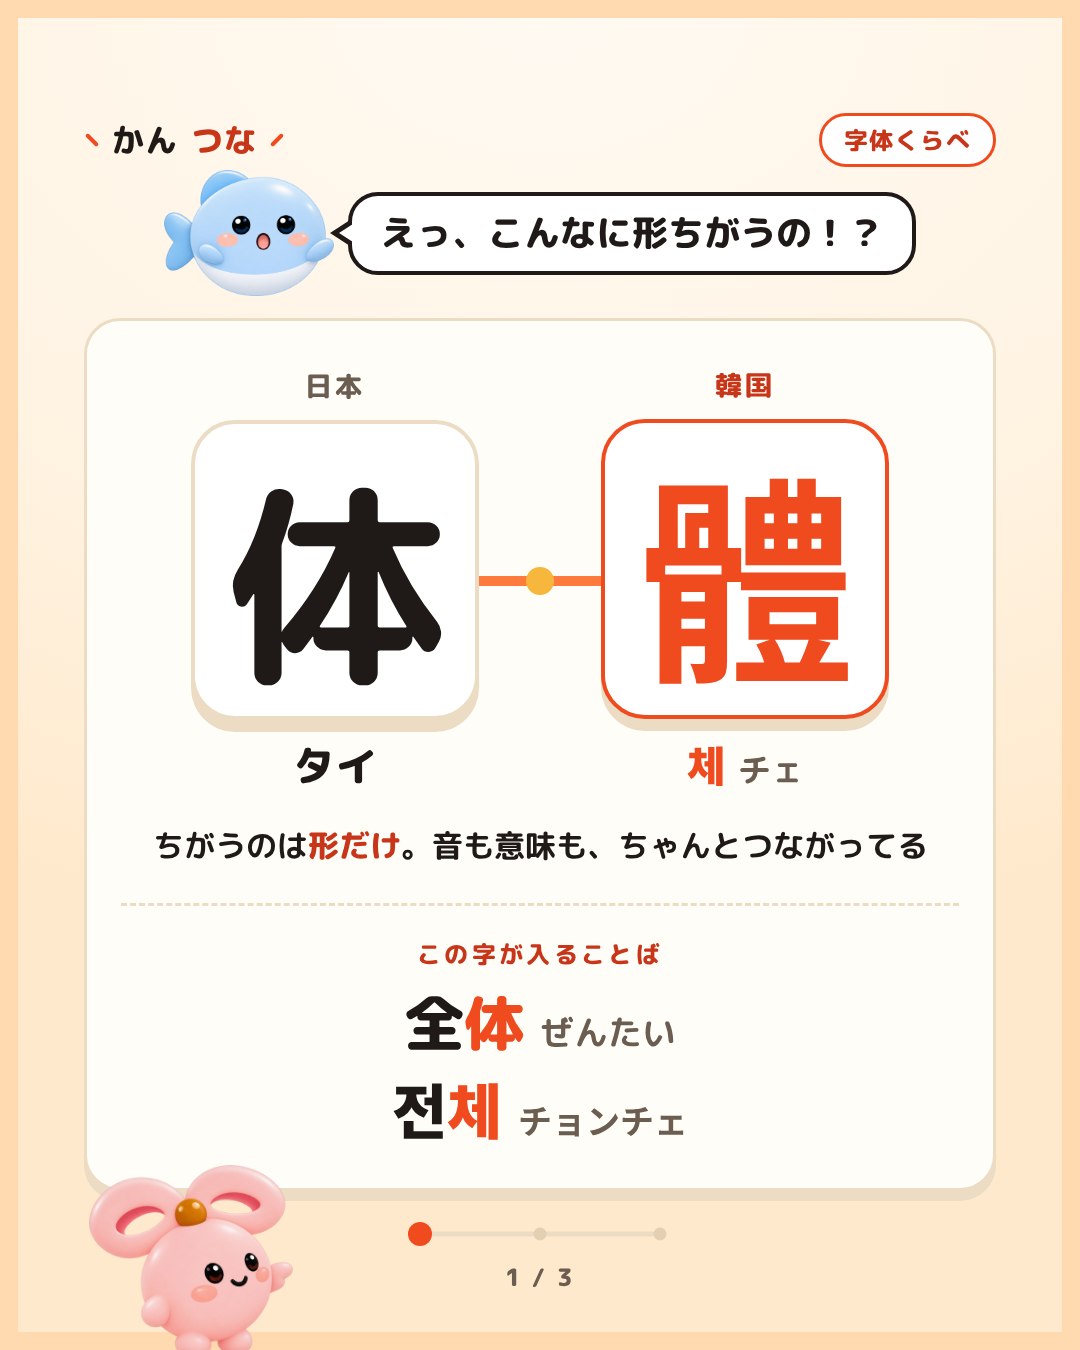 かん つな
字体くらべ
えっ、こんなに形ちがうの！？
日本
韓国
体
體
タイ
체 チェ
ちがうのは形だけ。音も意味も、ちゃんとつながってる
この字が入ることば
全体 ぜんたい
전체 チョンチェ
1 / 3